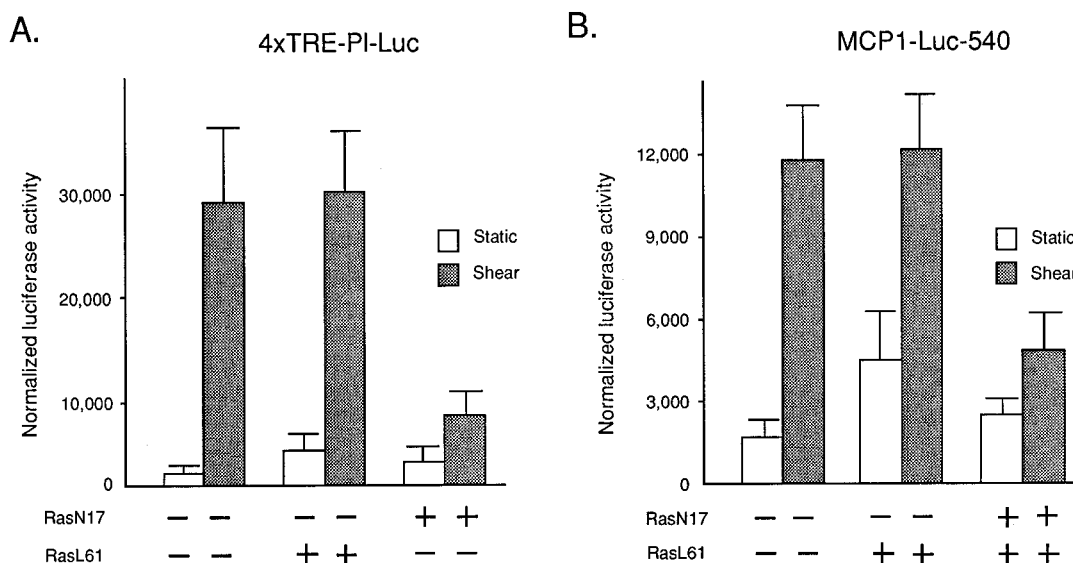 A.
4xTRE-Pl-Luc
Normalized luciferase activity
30,000
20,000
10,000
0
Static
Shear
RasN17 − − − − + +
RasL61 − − + + − −
B.
MCP1-Luc-540
Normalized luciferase activity
12,000
9,000
6,000
3,000
0
Static
Shear
RasN17 − − − − + +
RasL61 − − + + + +